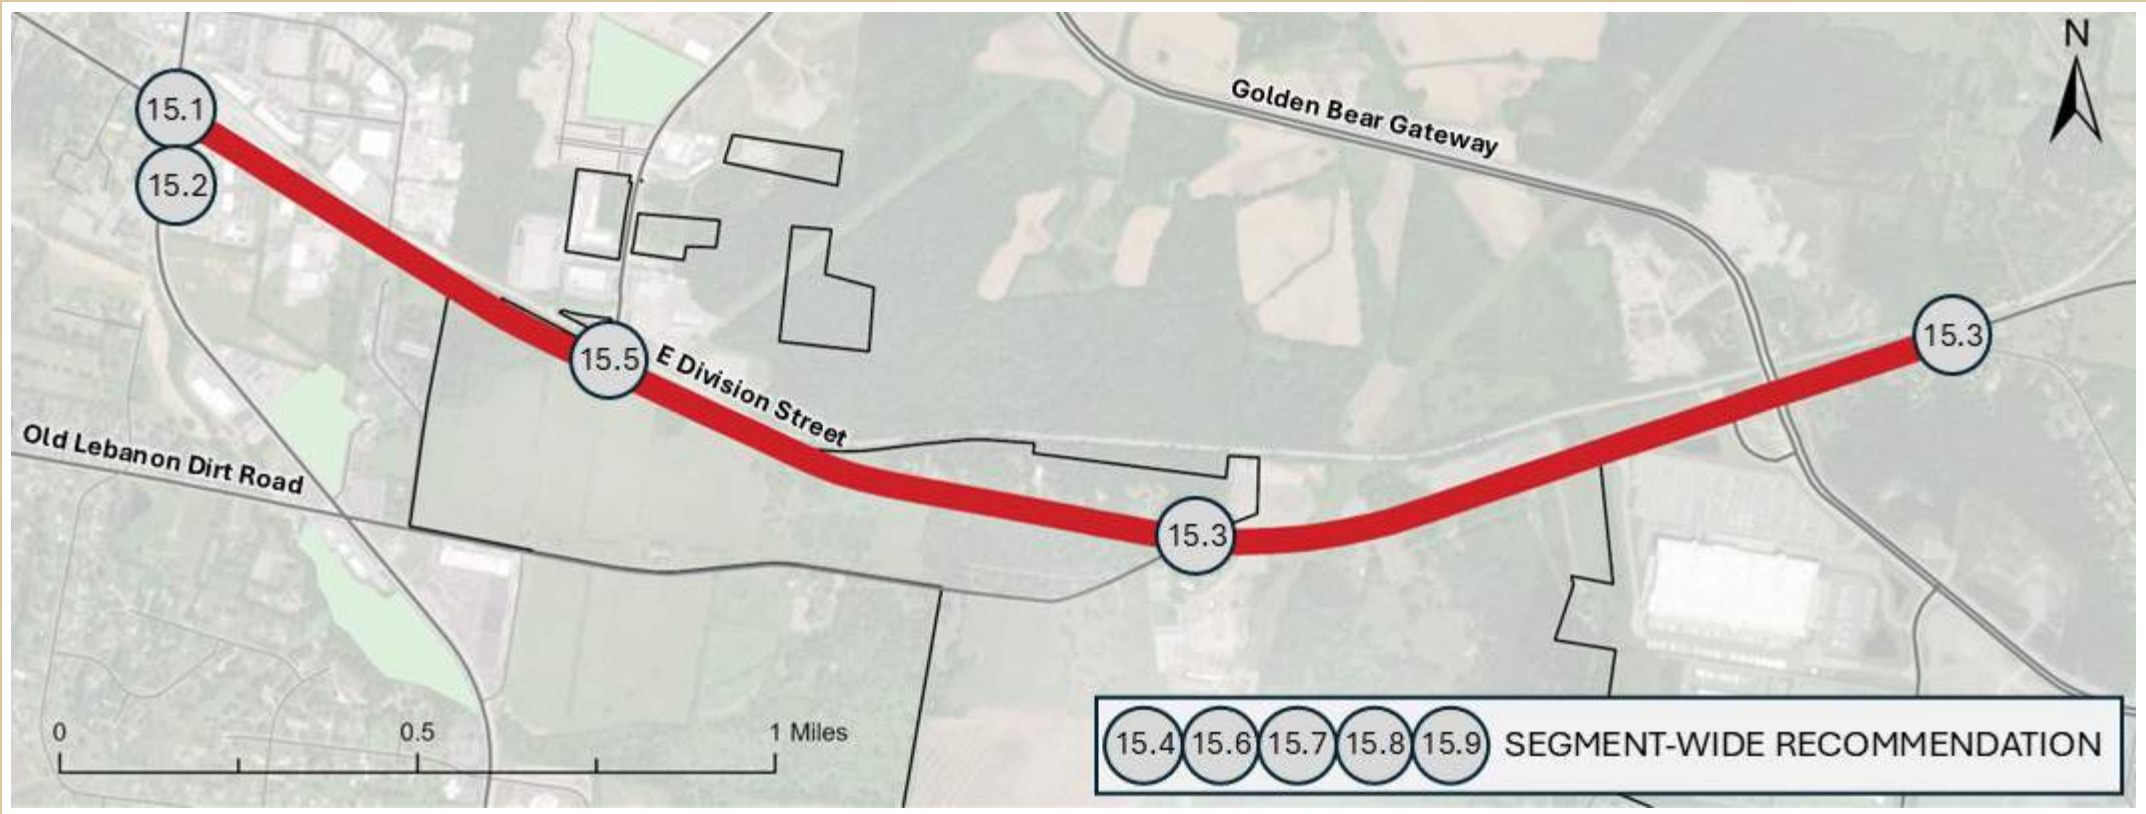 N
15.1
Golden Bear Gateway
15.2
15.3
15.5
E Division Street
Old Lebanon Dirt Road
15.3
0 0.5 1 Miles
15.4 15.6 15.7 15.8 15.9 SEGMENT-WIDE RECOMMENDATION